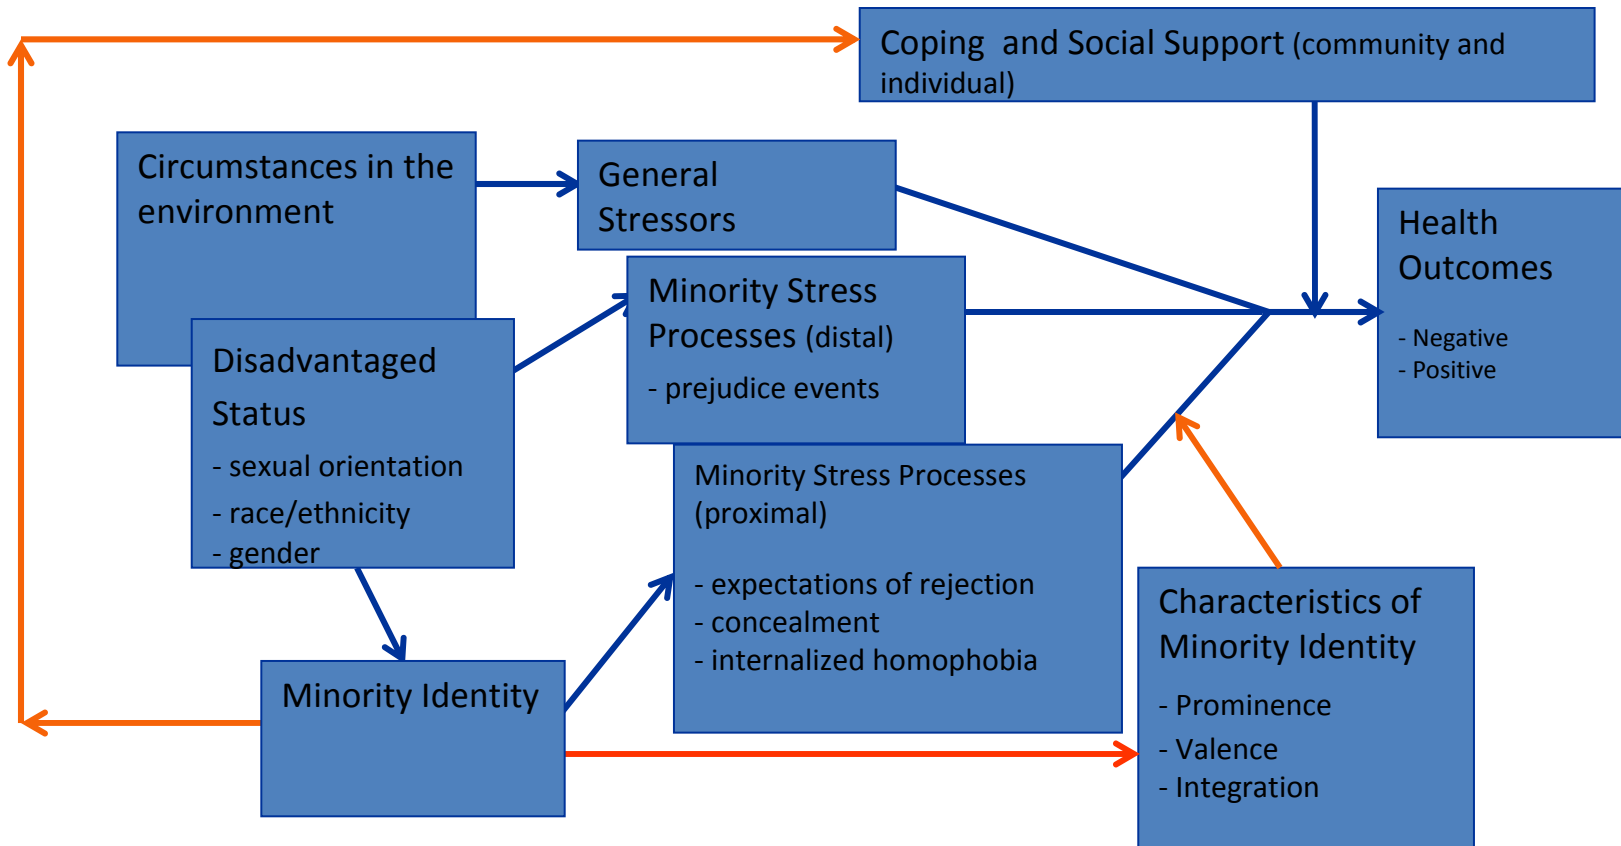 Coping and Social Support (community and
individual)
Circumstances in the
environment
General
Stressors
Health
Outcomes
- Negative
- Positive
Minority Stress
Processes (distal)
- prejudice events
Disadvantaged
Status
- sexual orientation
- race/ethnicity
- gender
Minority Stress Processes
(proximal)
- expectations of rejection
- concealment
- internalized homophobia
Characteristics of
Minority Identity
- Prominence
- Valence
- Integration
Minority Identity